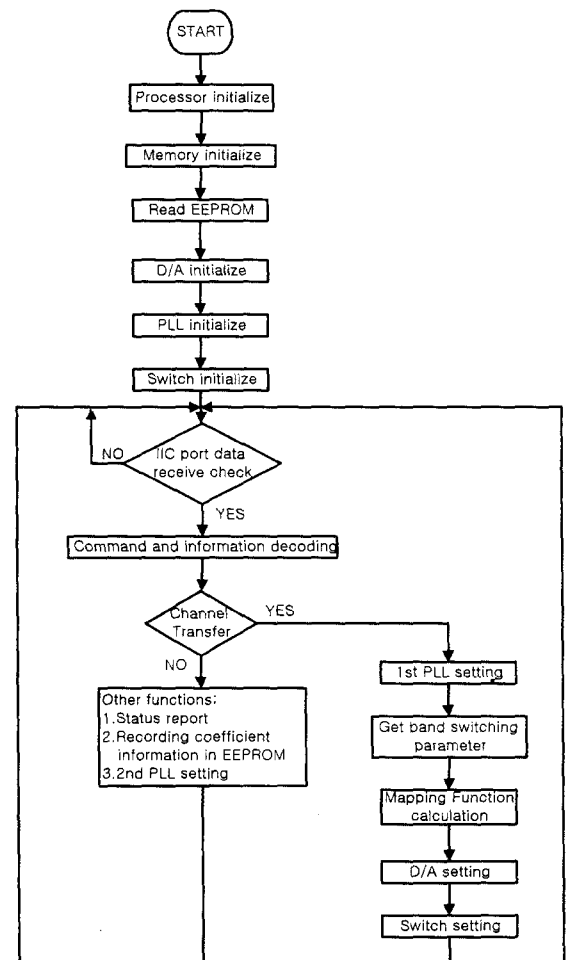 START
Processor initialize
Memory initialize
Read EEPROM
D/A initialize
PLL initialize
Switch initialize
NO
IIC port data
receive check
YES
Command and information decoding
Channel
Transfer
YES
NO
1st PLL setting
Other functions:
1.Status report
2.Recording coefficient
information in EEPROM
3.2nd PLL setting
Get band switching
parameter
Mapping Function
calculation
D/A setting
Switch setting